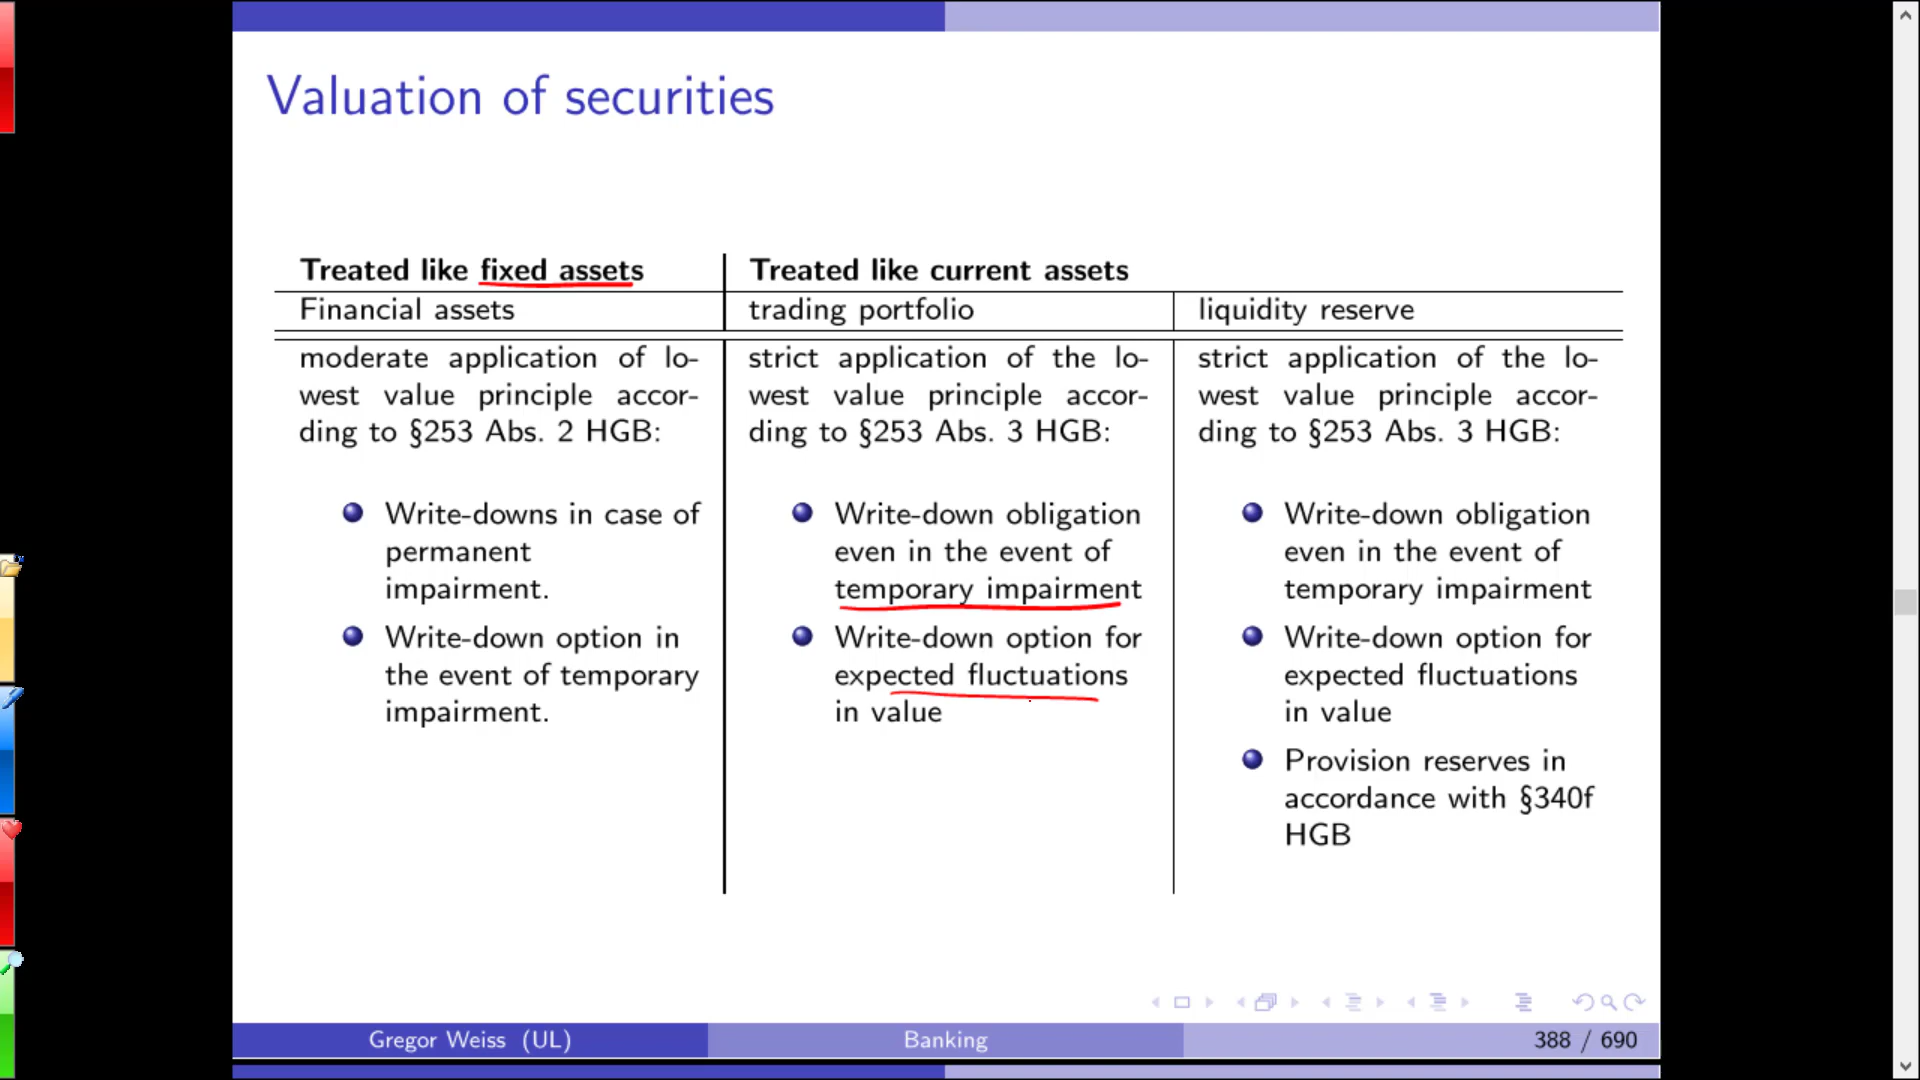 Valuation of securities
Treated like fixed assets
Treated like current assets
Financial assets
trading portfolio
liquidity reserve
moderate application of lo-
west value principle accor-
ding to §253 Abs. 2 HGB:
Write-downs in case of
permanent
impairment.
Write-down option in
the event of temporary
impairment.
strict application of the lo-
west value principle accor-
ding to §253 Abs. 3 HGB:
Write-down obligation
even in the event of
temporary impairment
Write-down option for
expected fluctuations
in value
strict application of the lo-
west value principle accor-
ding to §253 Abs. 3 HGB:
Write-down obligation
even in the event of
temporary impairment
Write-down option for
expected fluctuations
in value
Provision reserves in
accordance with §340f
HGB
Gregor Weiss (UL)
Banking
388 / 690